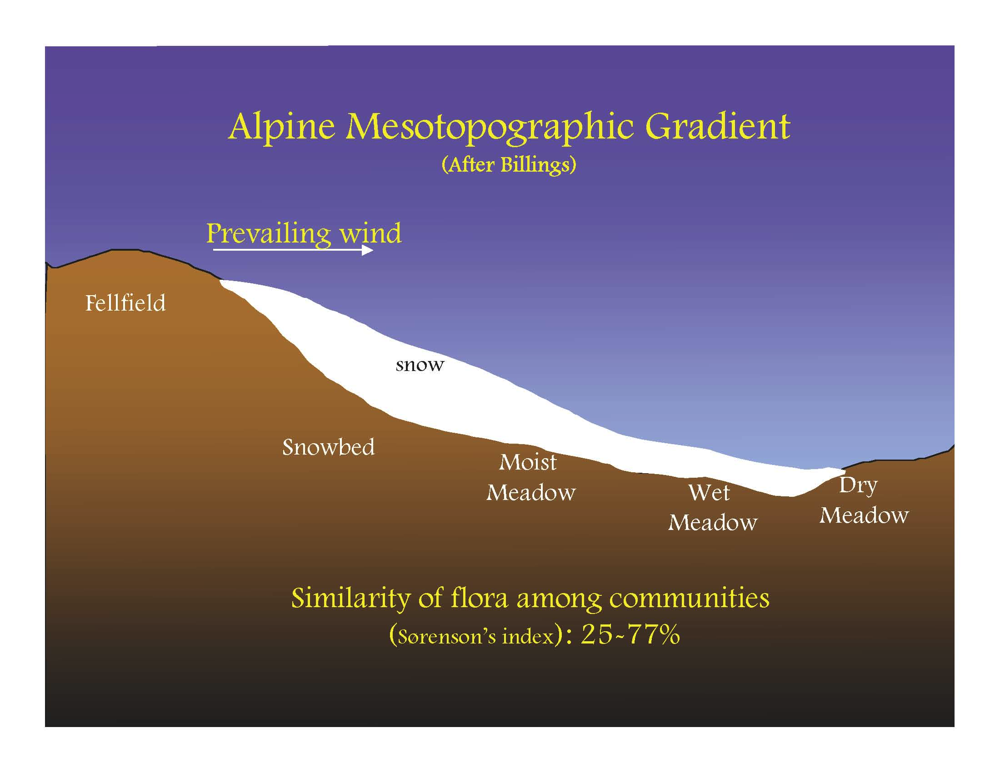 Alpine Mesotopographic Gradient
(After Billings)
Prevailing wind
Fellfield
snow
Snowbed
Moist
Meadow
Wet
Meadow
Dry
Meadow
Similarity of flora among communities
(Sørenson's index): 25-77%